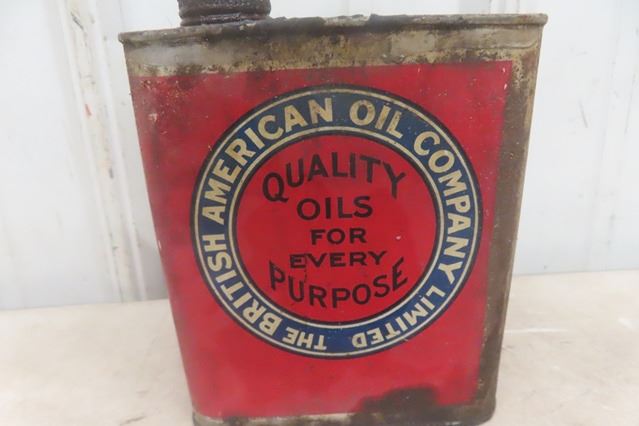 THE BRITISH AMERICAN OIL COMPANY LIMITED
QUALITY
OILS
FOR
EVERY
PURPOSE